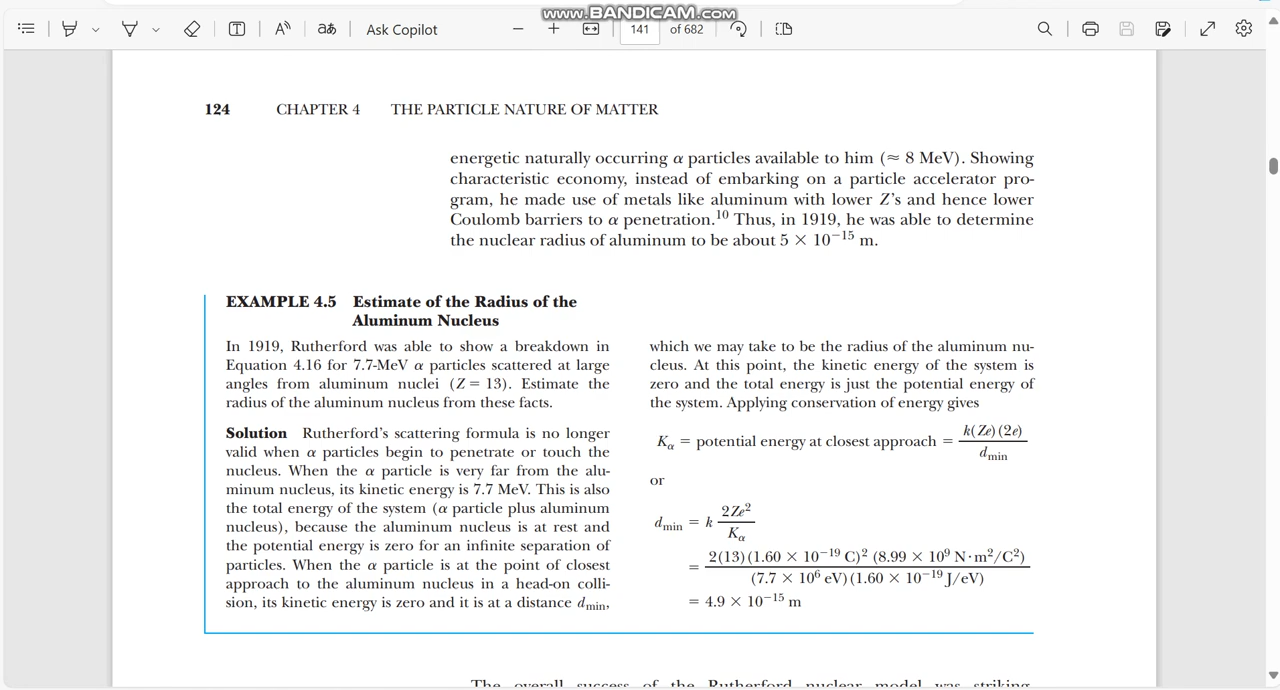 www.BANDICAM.com
Ask Copilot
141 of 682
124 CHAPTER 4 THE PARTICLE NATURE OF MATTER
energetic naturally occurring α particles available to him (≈ 8 MeV). Showing
characteristic economy, instead of embarking on a particle accelerator pro-
gram, he made use of metals like aluminum with lower Z's and hence lower
Coulomb barriers to α penetration.¹⁰ Thus, in 1919, he was able to determine
the nuclear radius of aluminum to be about 5 × 10⁻¹⁵ m.
EXAMPLE 4.5 Estimate of the Radius of the
Aluminum Nucleus
In 1919, Rutherford was able to show a breakdown in
Equation 4.16 for 7.7-MeV α particles scattered at large
angles from aluminum nuclei (Z = 13). Estimate the
radius of the aluminum nucleus from these facts.
Solution Rutherford's scattering formula is no longer
valid when α particles begin to penetrate or touch the
nucleus. When the α particle is very far from the alu-
minum nucleus, its kinetic energy is 7.7 MeV. This is also
the total energy of the system (α particle plus aluminum
nucleus), because the aluminum nucleus is at rest and
the potential energy is zero for an infinite separation of
particles. When the α particle is at the point of closest
approach to the aluminum nucleus in a head-on colli-
sion, its kinetic energy is zero and it is at a distance d_min,
which we may take to be the radius of the aluminum nu-
cleus. At this point, the kinetic energy of the system is
zero and the total energy is just the potential energy of
the system. Applying conservation of energy gives
K_α = potential energy at closest approach = k(Ze)(2e) / d_min
or
d_min = k 2Ze² / K_α
= 2(13)(1.60 × 10⁻¹⁹ C)² (8.99 × 10⁹ N·m²/C²) / (7.7 × 10⁶ eV)(1.60 × 10⁻¹⁹ J/eV)
= 4.9 × 10⁻¹⁵ m
The overall success of the Rutherford nuclear model was striking.